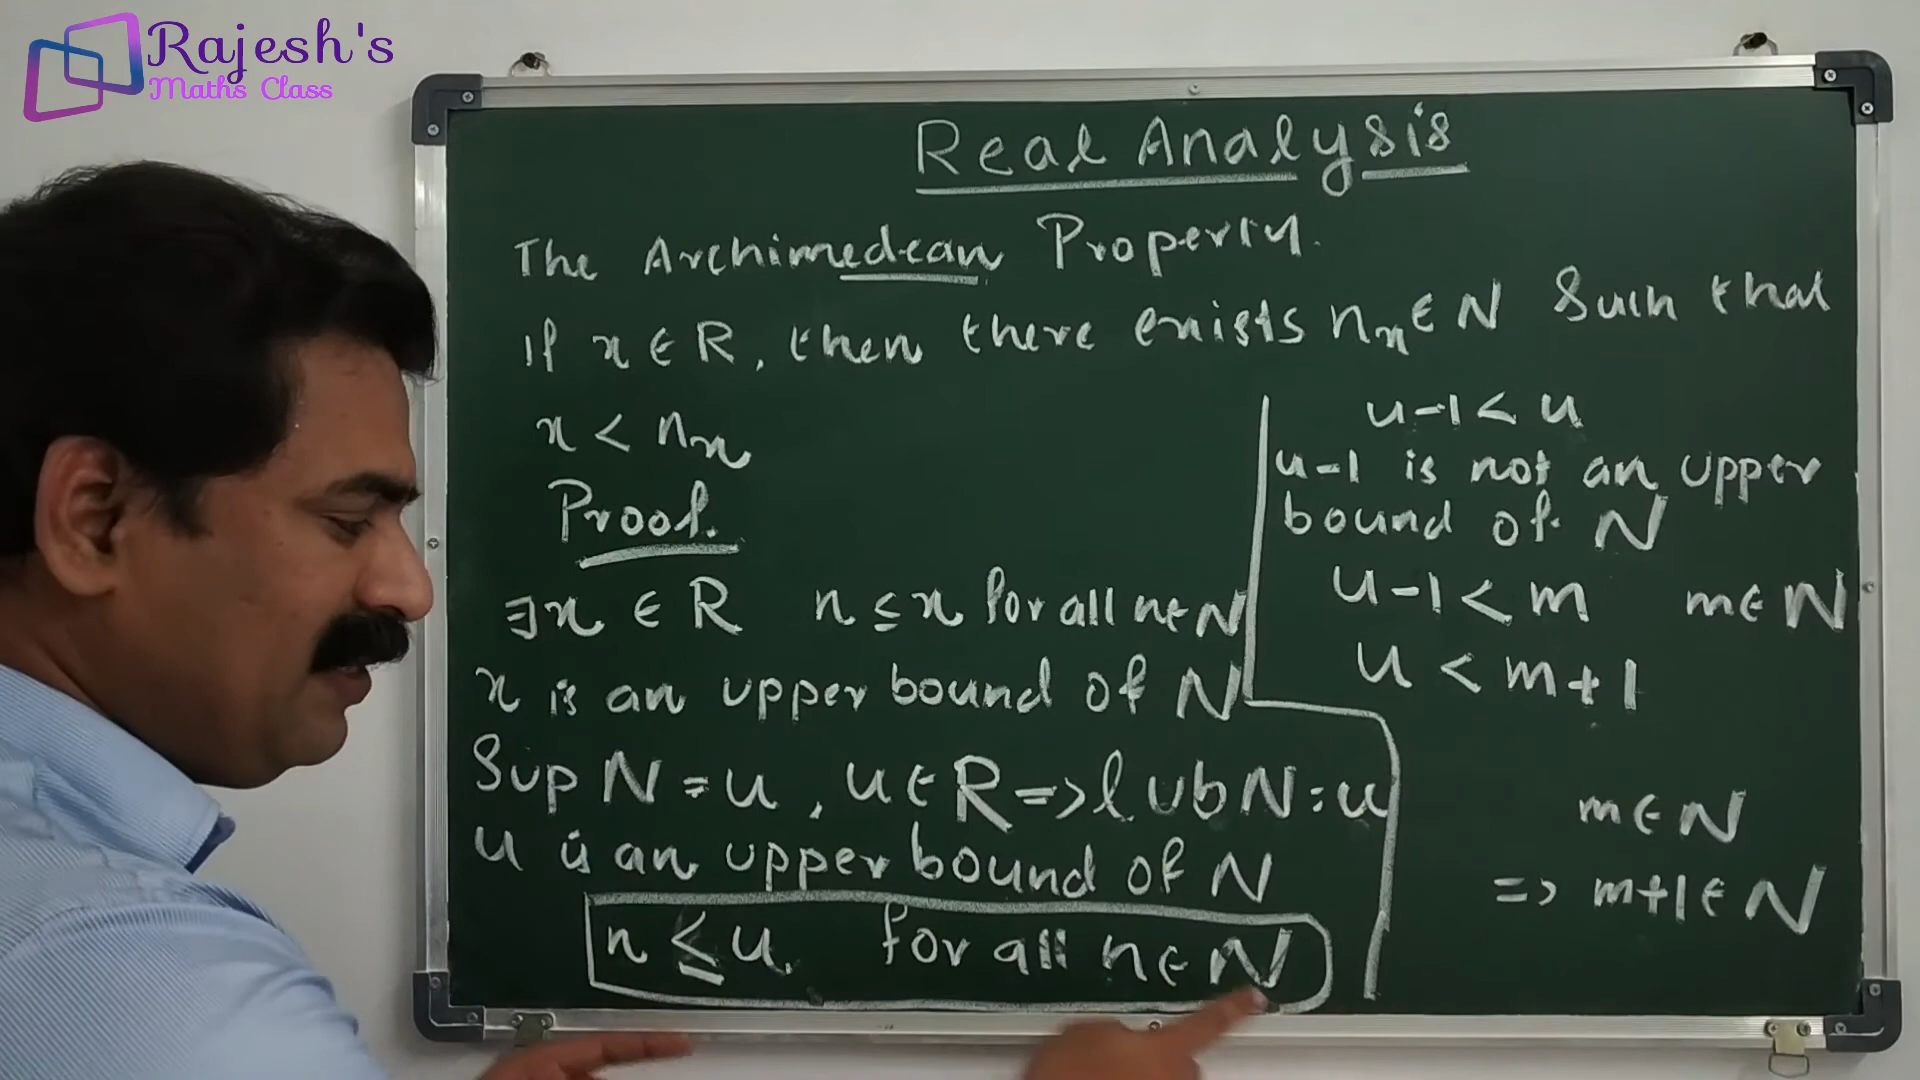 Rajesh's
Maths Class
Real Analysis
The Archimedean Property.
If x ∈ R, then there exists nₓ ∈ N Such that
x < nₓ
Proof.
∃ x ∈ R n ≤ x for all n ∈ N
x is an upper bound of N
Sup N = u, u ∈ R => lub N = u
u is an upper bound of N
n ≤ u. for all n ∈ N
u-1 < u
u-1 is not an upper
bound of N
u-1 < m m ∈ N
u < m+1
m ∈ N
=> m+1 ∈ N